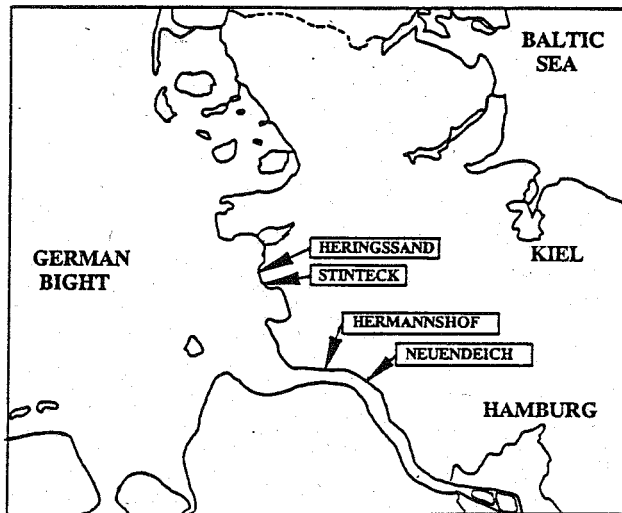 BALTIC
SEA
HERINGSSAND
KIEL
GERMAN
BIGHT
STINTECK
HERMANNSHOF
NEUENDEICH
HAMBURG